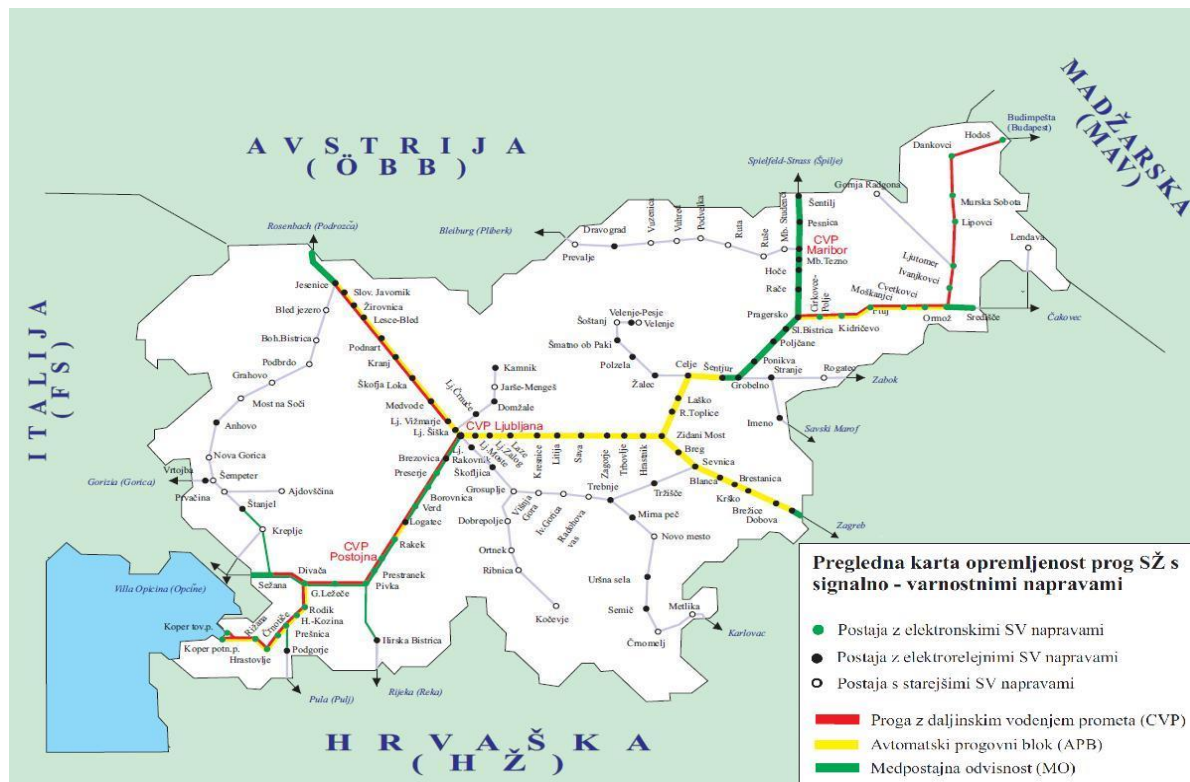 AVSTRIJA
(ÖBB)
MADŽARSKA
(MAV)
ITALIJA
(FS)
HRVAŠKA
(HŽ)
Budimpešta
(Budapest)
Hodoš
Dankovci
Spielfeld-Strass (Špilje)
Gornja Radgona
Murska Sobota
Lipovci
Lendava
Ljutomer
Ivanjkovci
Cvetkovci
Moškanjci
Ptuj
Ormož
Središče
Čakovec
Kidričevo
Cirkovce-
Polje
Šentilj
Pesnica
CVP
Maribor
Mb. Studenci
Mb.Tezno
Hoče
Rače
Pragersko
Ruše
Ruta
Podvelka
Vuhred
Vuzenica
Dravograd
Prevalje
Bleiburg (Pliberk)
Rosenbach (Podrožča)
Jesenice
Slov. Javornik
Žirovnica
Lesce-Bled
Bled jezero
Boh.Bistrica
Podnart
Kranj
Podbrdo
Škofja Loka
Grahovo
Medvode
Most na Soči
Lj. Vižmarje
Lj. Šiška
Anhovo
CVP Ljubljana
Lj. Črnuče
Kamnik
Jarše-Mengeš
Domžale
Velenje-Pesje
Šoštanj
Velenje
Šmatno ob Paki
Polzela
Žalec
Celje
Šentjur
Grobelno
Sl.Bistrica
Poljčane
Ponikva
Stranje
Rogatec
Zabok
Imeno
Savski Marof
Laško
R.Toplice
Zidani Most
Breg
Sevnica
Blanca
Brestanica
Krško
Brežice
Dobova
Zagreb
Lj.
Rakovnik
Lj.Moste
Lj.Zalog
Laze
Kresnice
Litija
Sava
Zagorje
Trbovlje
Hrastnik
Brezovica
Preserje
Škofljica
Grosuplje
Višnja
Gora
Iv.Gorica
Radohova
vas
Trebnje
Tržišče
Mirna peč
Novo mesto
Uršna sela
Semič
Črnomelj
Metlika
Karlovac
Dobrepolje
Ortnek
Ribnica
Kočevje
Borovnica
Verd
Logatec
Rakek
CVP
Postojna
Prestranek
Pivka
Ilirska Bistrica
Rijeka (Reka)
Nova Gorica
Vrtojba
Šempeter
Gorizia (Gorica)
Prvačina
Ajdovščina
Štanjel
Kreplje
Villa Opicina (Opčine)
Sežana
Divača
G.Ležeče
Rodik
H.-Kozina
Prešnica
Podgorje
Pula (Pulj)
Črnotiče
Rižana
Koper tov.p.
Koper potn.p.
Hrastovlje
Pregledna karta opremljenost prog SŽ s
signalno - varnostnimi napravami
Postaja z elektronskimi SV napravami
Postaja z elektrorelejnimi SV napravami
Postaja s starejšimi SV napravami
Proga z daljinskim vodenjem prometa (CVP)
Avtomatski progovni blok (APB)
Medpostajna odvisnost (MO)